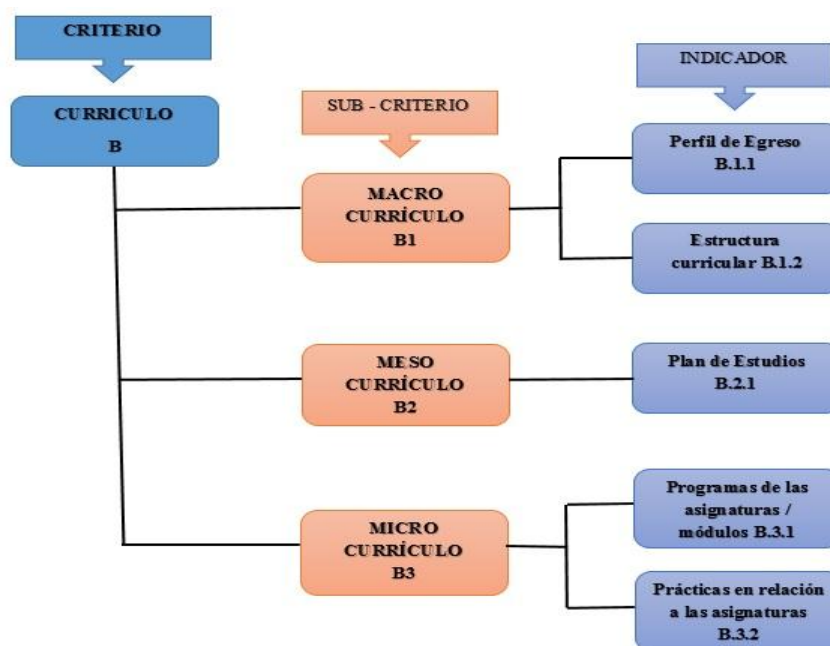 CRITERIO
CURRICULO
B
SUB - CRITERIO
INDICADOR
MACRO
CURRÍCULO
B1
Perfil de Egreso
B.1.1
Estructura
curricular B.1.2
MESO
CURRÍCULO
B2
Plan de Estudios
B.2.1
MICRO
CURRÍCULO
B3
Programas de las
asignaturas /
módulos B.3.1
Prácticas en relación
a las asignaturas
B.3.2